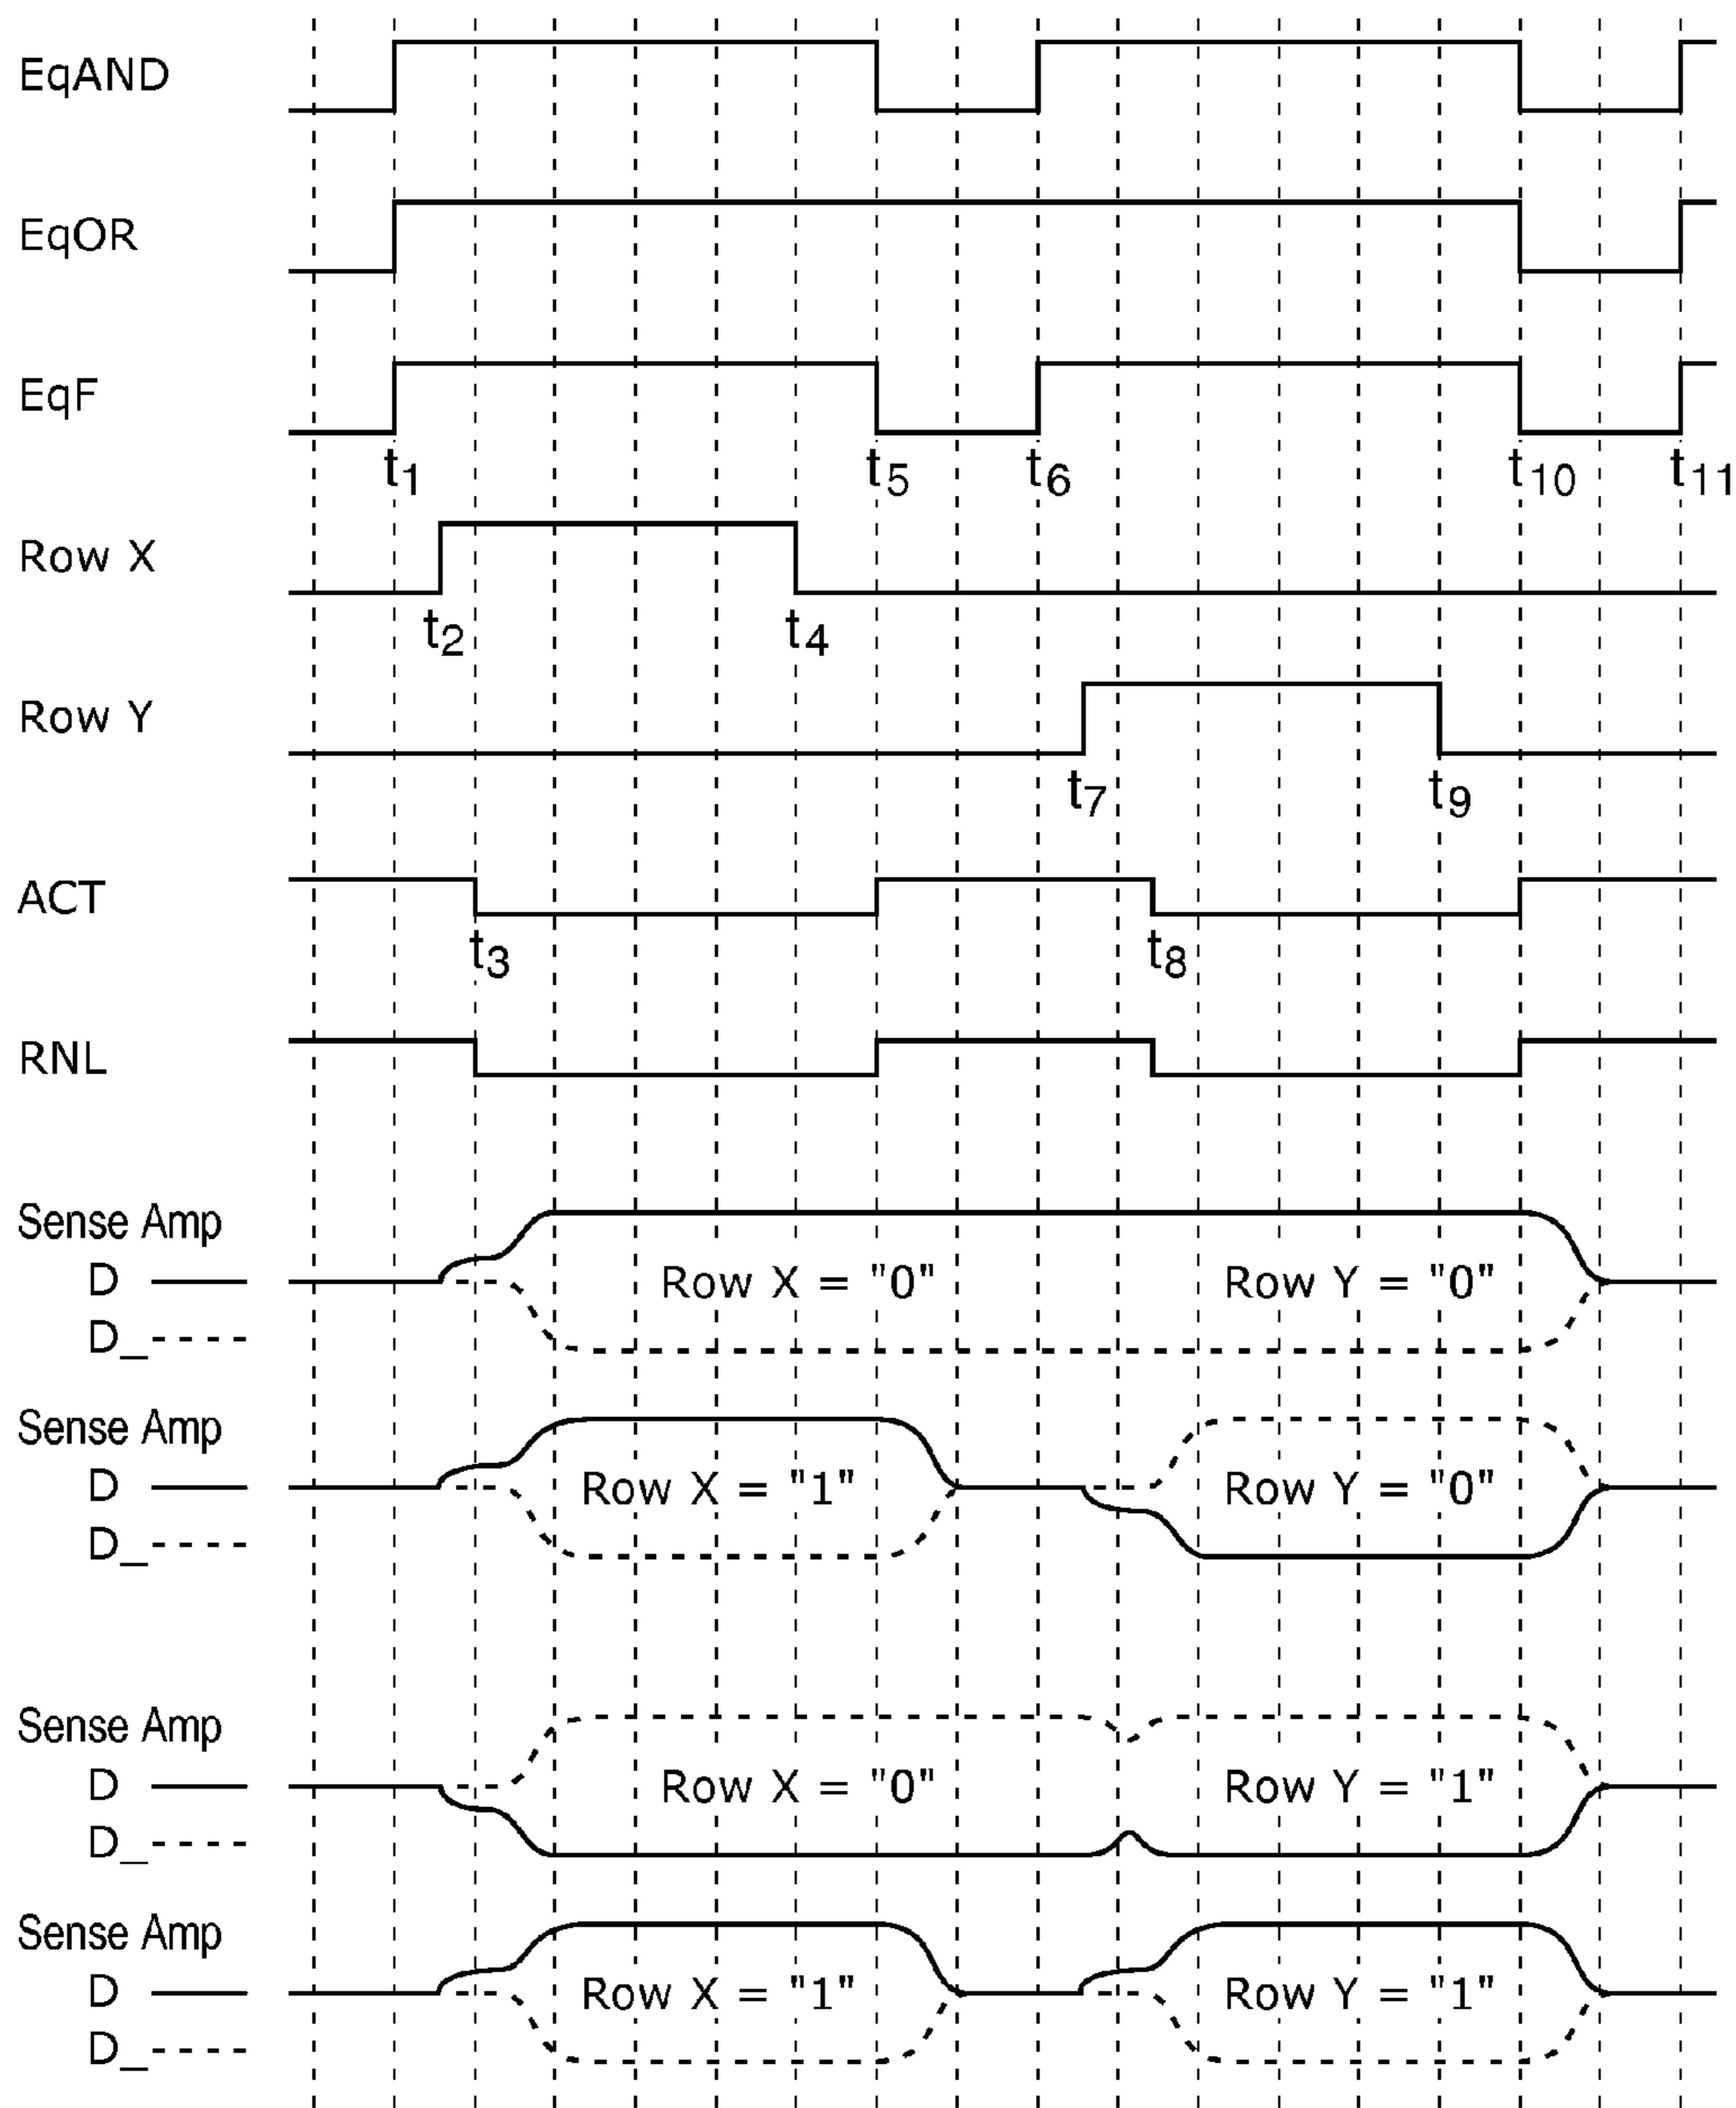 EqAND
EqOR
EqF
t1 t5 t6 t10 t11
Row X
t2 t4
Row Y
t7 t9
ACT
t3 t8
RNL
Sense Amp
D Row X = "0" Row Y = "0"
D_
Sense Amp
D Row X = "1" Row Y = "0"
D_
Sense Amp
D Row X = "0" Row Y = "1"
D_
Sense Amp
D Row X = "1" Row Y = "1"
D_